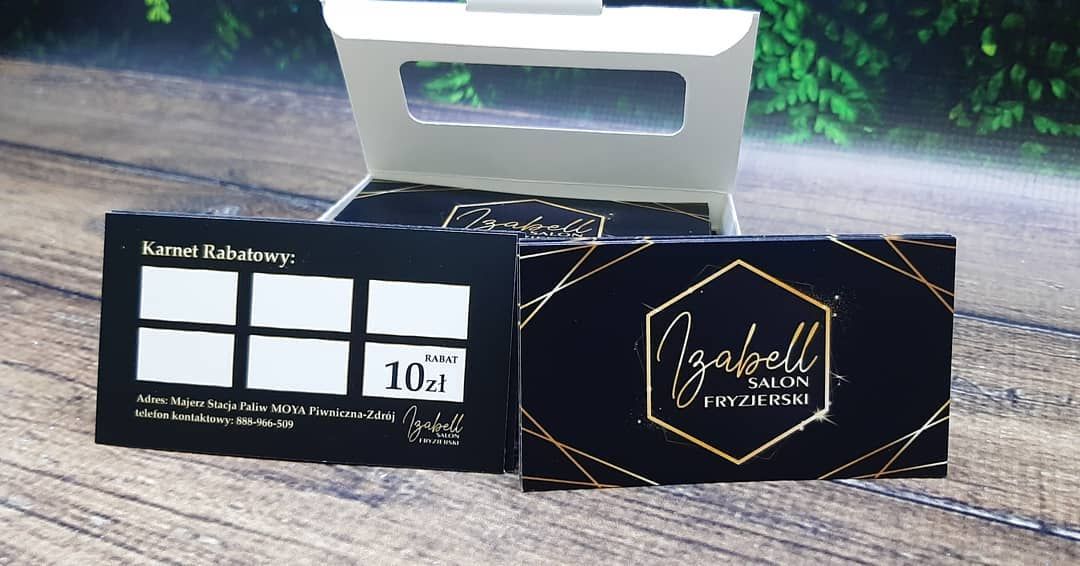 Izabell
SALON
Karnet Rabatowy:
RABAT
10zł
Adres: Majerz Stacja Paliw MOYA Piwniczna-Zdrój
telefon kontaktowy: 888-966-509
Izabell
SALON
FRYZJERSKI
Izabell
SALON
FRYZJERSKI